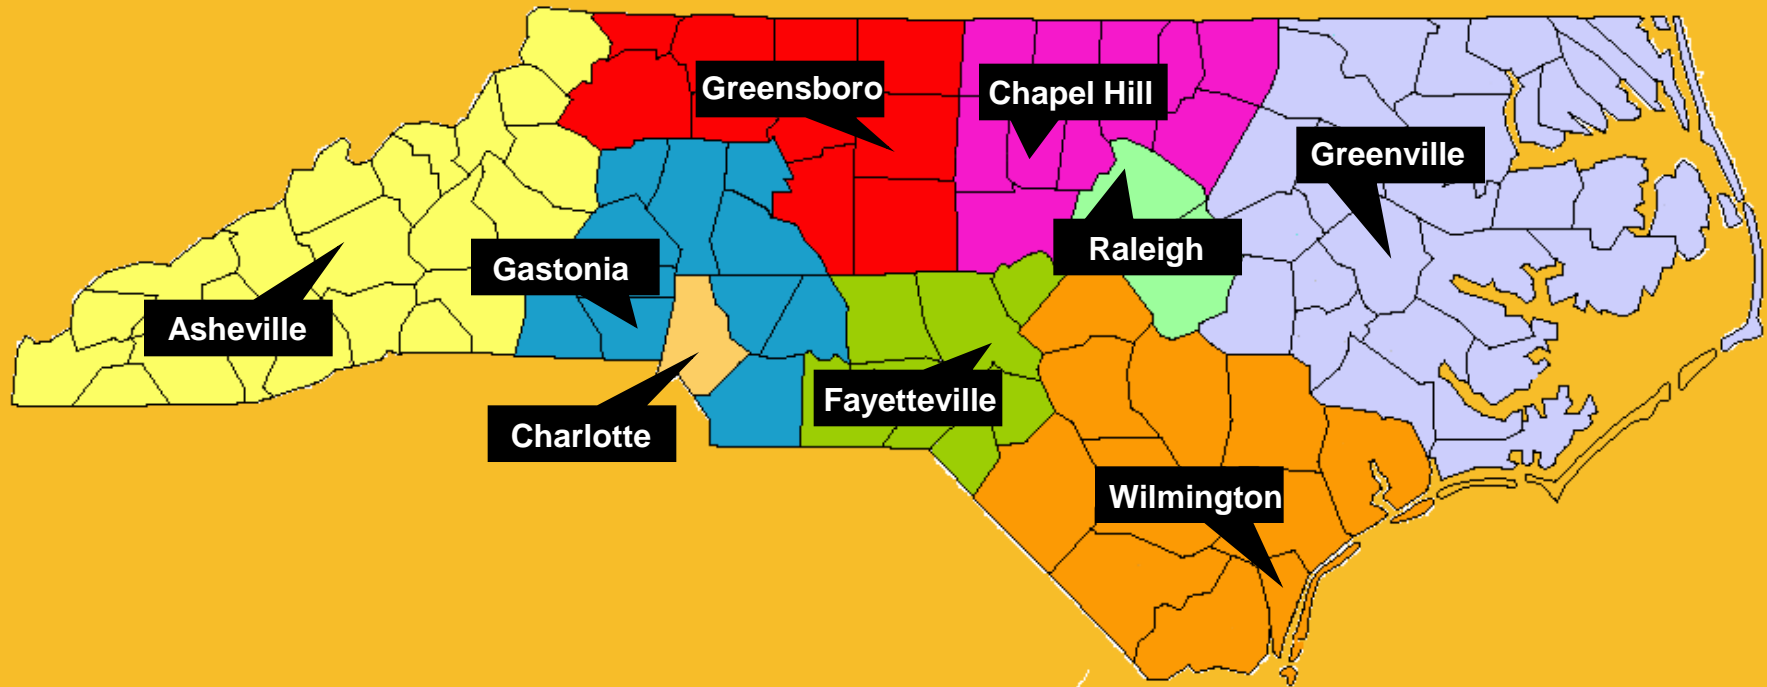 Greensboro
Chapel Hill
Greenville
Raleigh
Gastonia
Asheville
Fayetteville
Charlotte
Wilmington